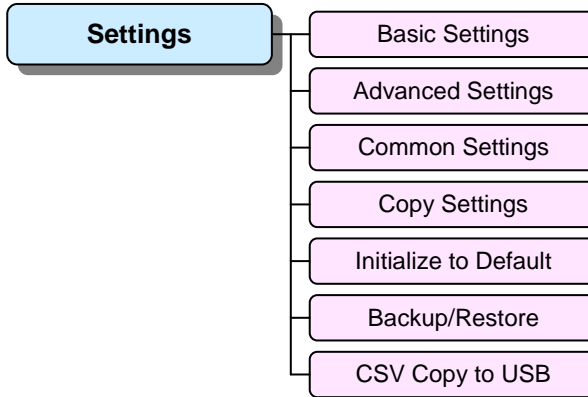 Settings
Basic Settings
Advanced Settings
Common Settings
Copy Settings
Initialize to Default
Backup/Restore
CSV Copy to USB